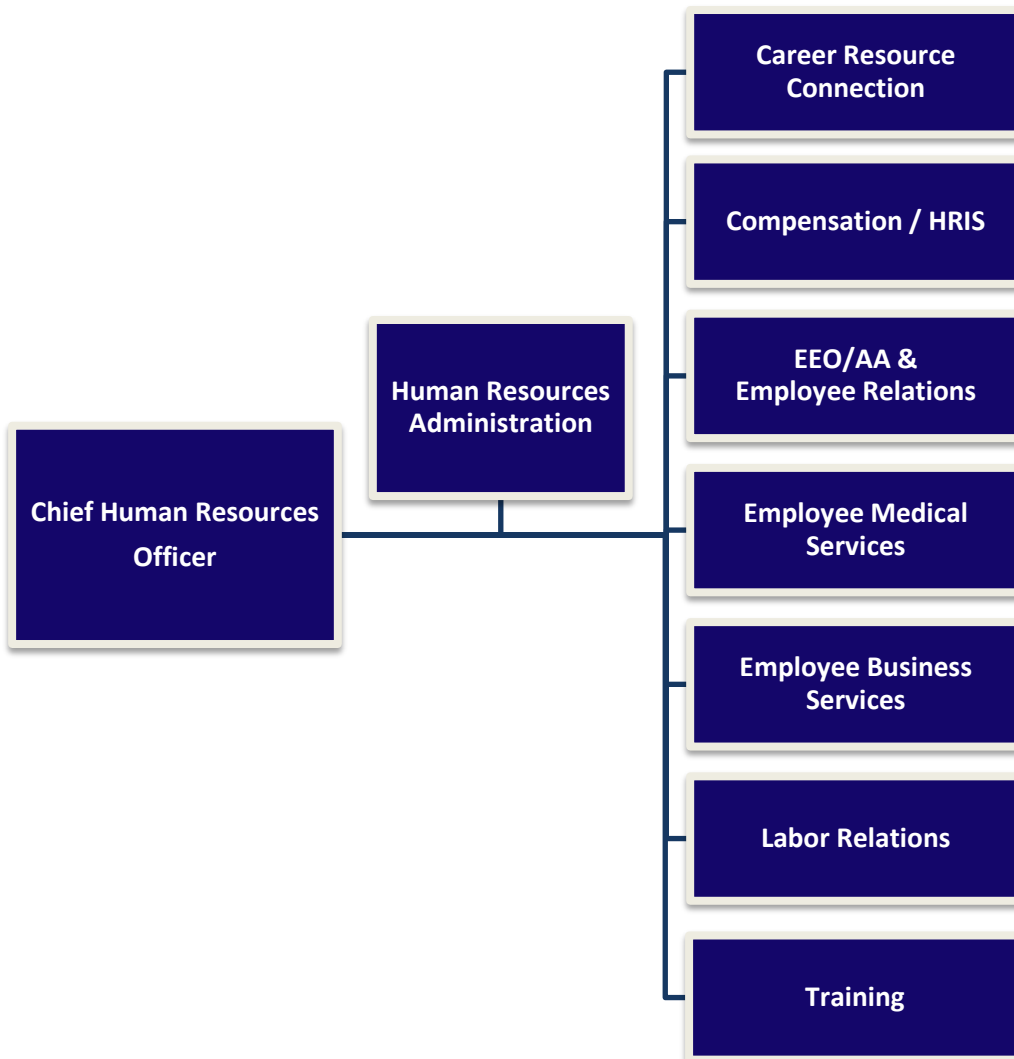 Career Resource
Connection
Compensation / HRIS
EEO/AA &
Employee Relations
Human Resources
Administration
Chief Human Resources
Officer
Employee Medical
Services
Employee Business
Services
Labor Relations
Training